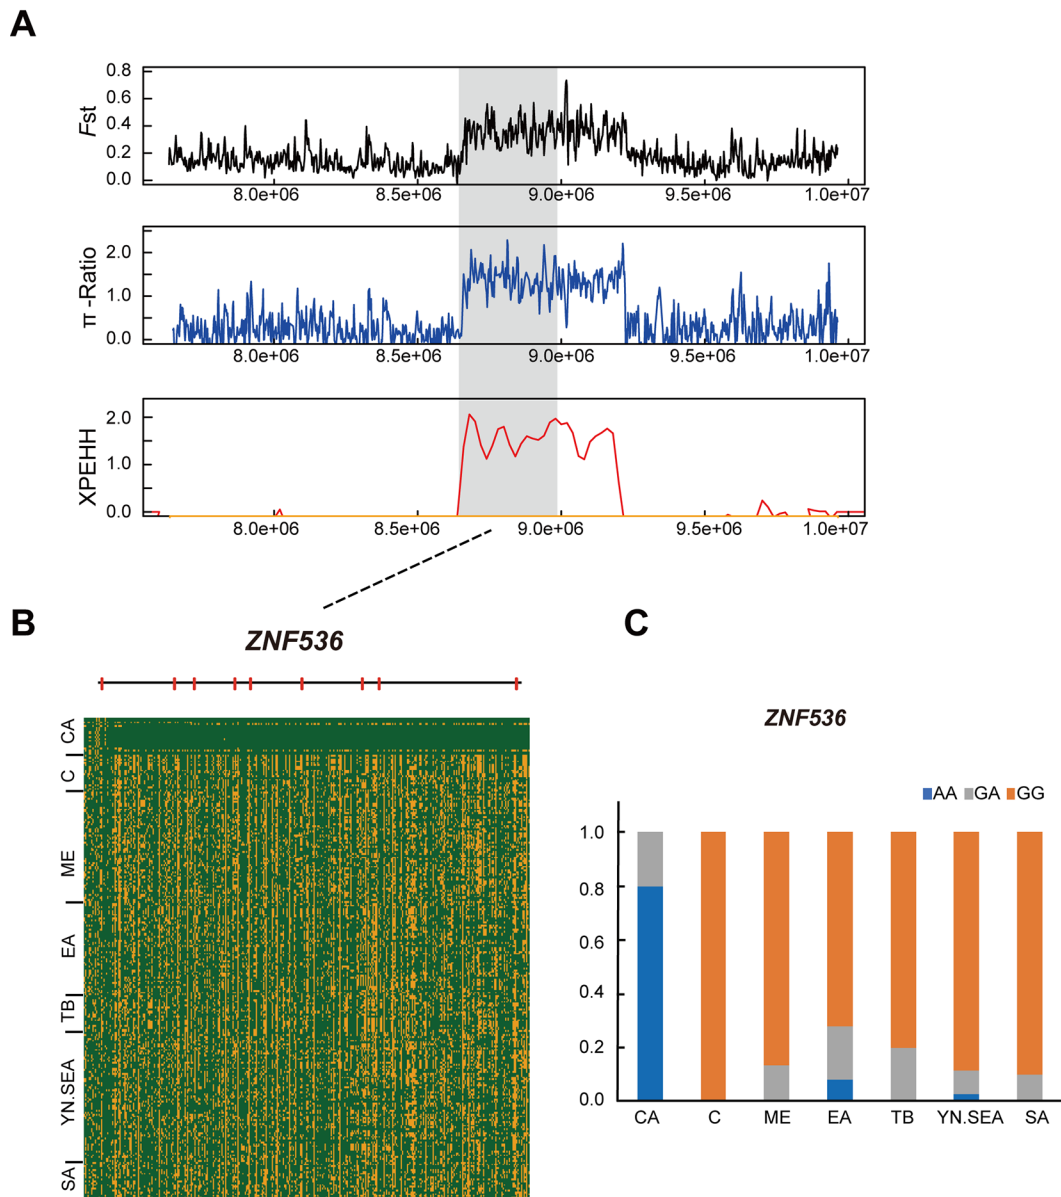 A
Fst
0.8
0.6
0.4
0.2
0.0
8.0e+06 8.5e+06 9.0e+06 9.5e+06 1.0e+07
π -Ratio
2.0
1.0
0.0
8.0e+06 8.5e+06 9.0e+06 9.5e+06 1.0e+07
XPEHH
2.0
1.0
0.0
8.0e+06 8.5e+06 9.0e+06 9.5e+06 1.0e+07
B
ZNF536
CA
C
ME
EA
TB
YN.SEA
SA
C
ZNF536
AA GA GG
1.0
0.8
0.6
0.4
0.2
0.0
CA C ME EA TB YN.SEA SA